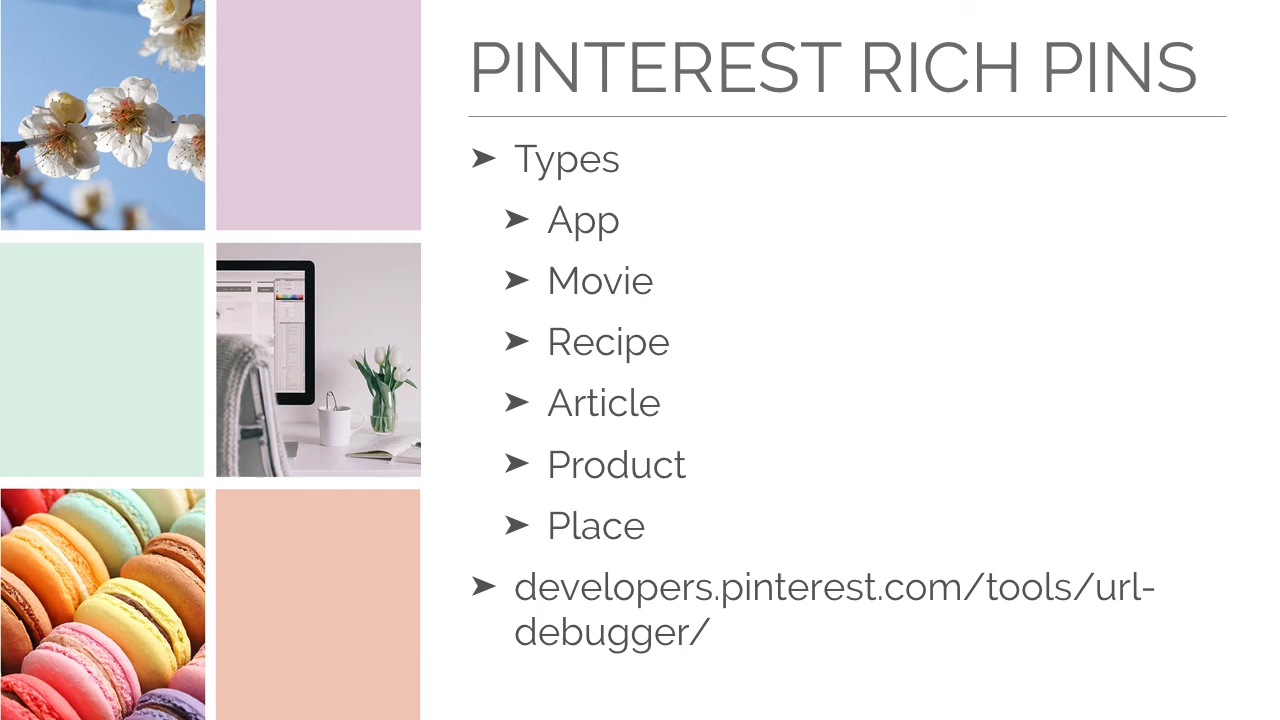 PINTEREST RICH PINS
➤ Types
➤ App
➤ Movie
➤ Recipe
➤ Article
➤ Product
➤ Place
➤ developers.pinterest.com/tools/url-
debugger/